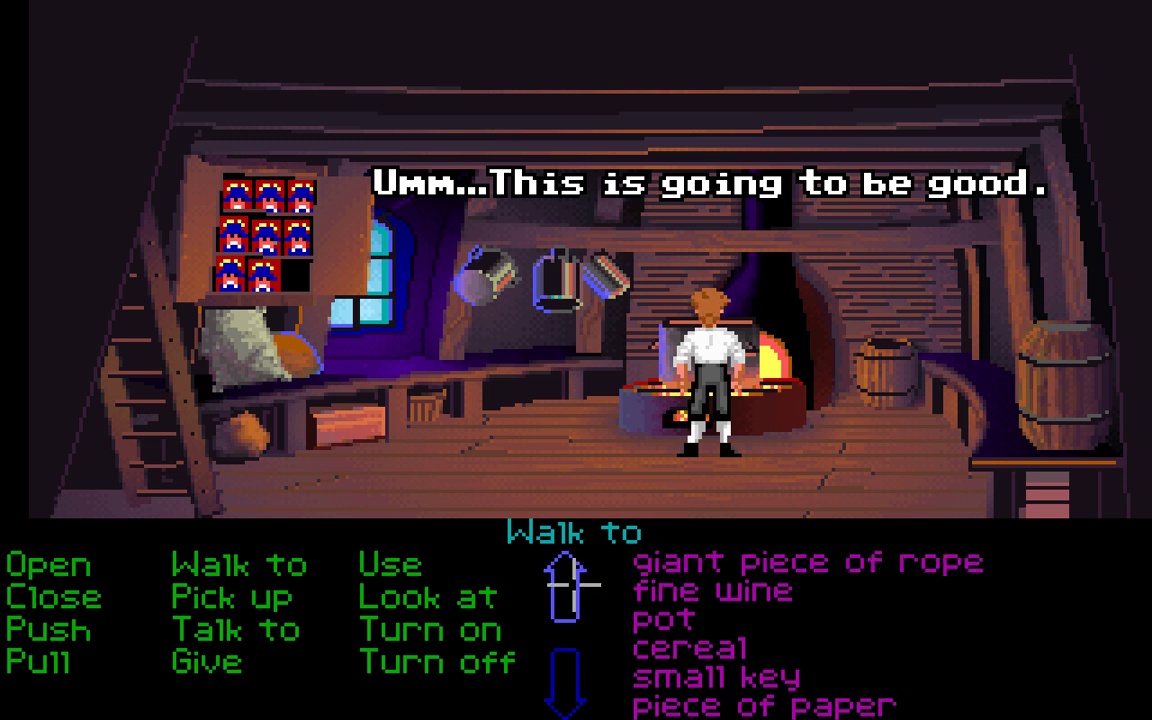 Umm...This is going to be good.
Walk to
Open Walk to Use giant piece of rope
Close Pick up Look at fine wine
Push Talk to Turn on pot
Pull Give Turn off cereal
small key
piece of paper